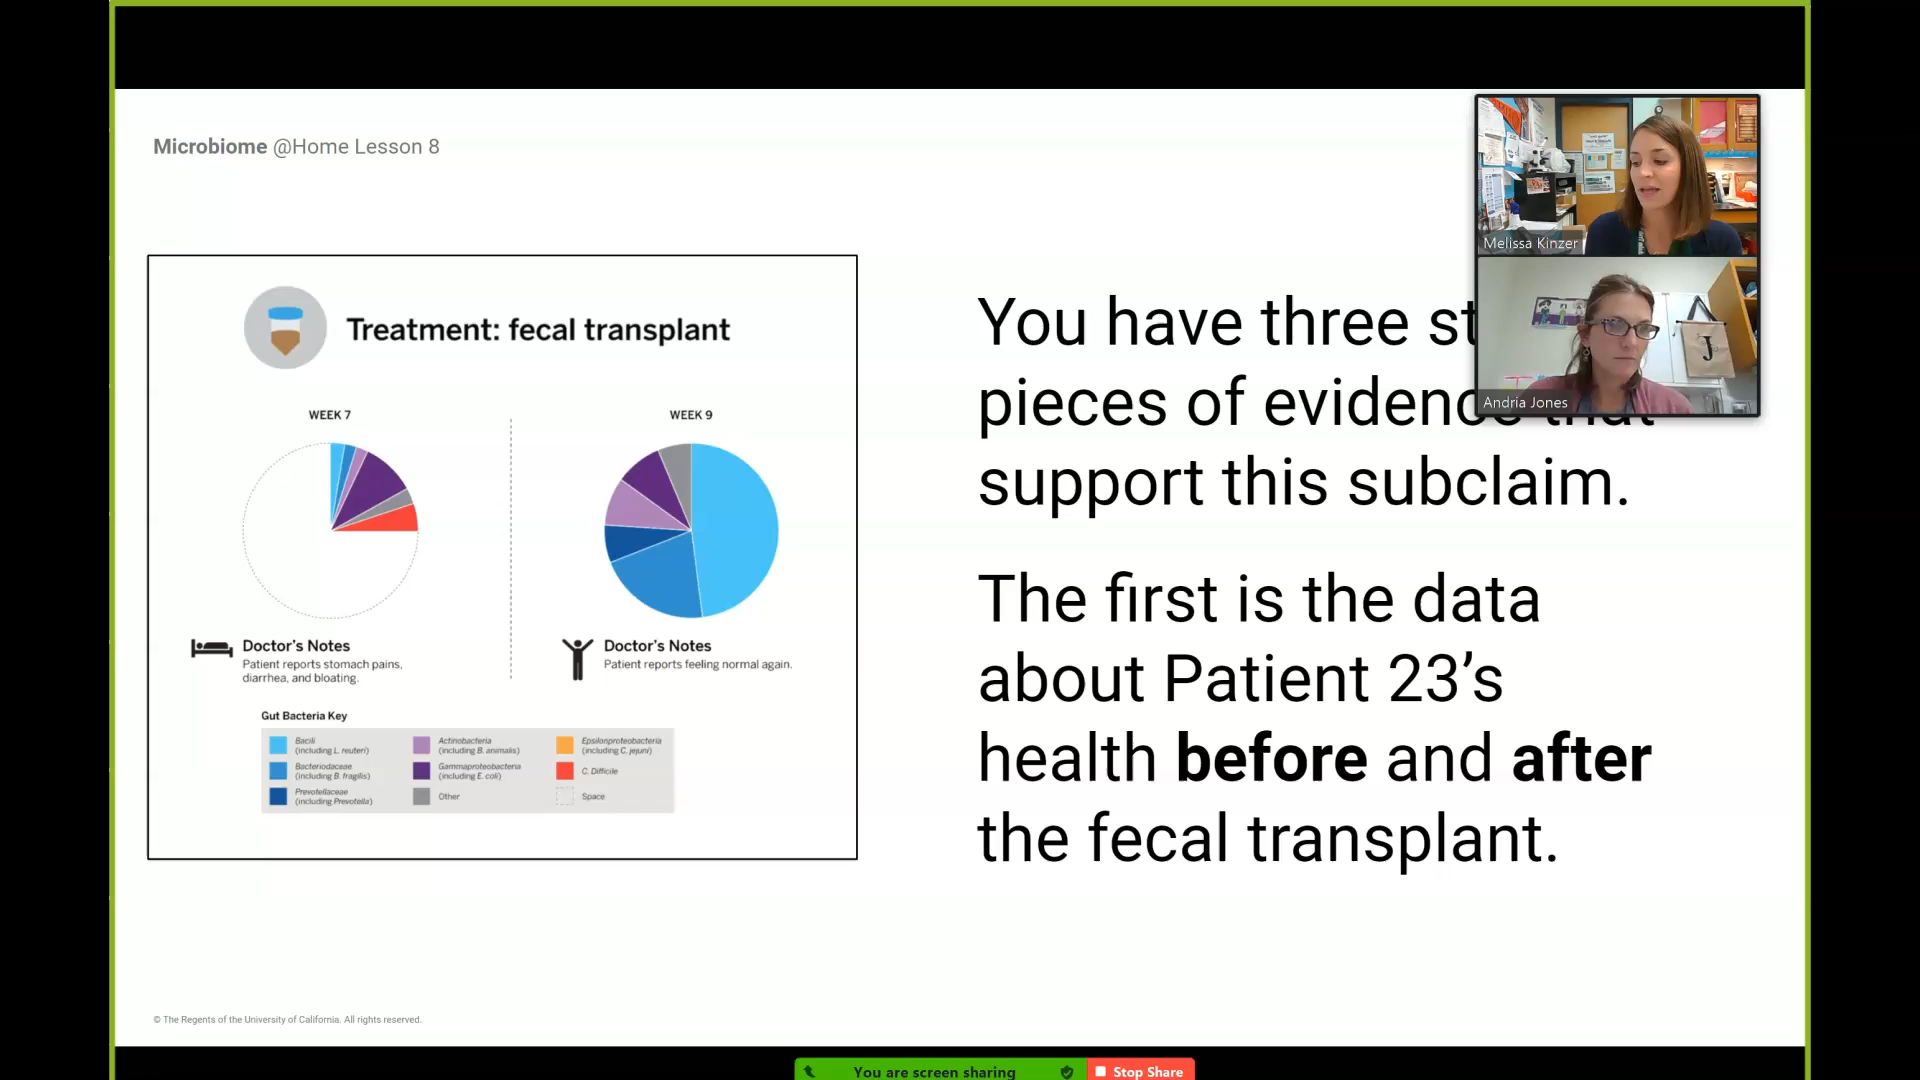 Microbiome @Home Lesson 8
Treatment: fecal transplant
WEEK 7
WEEK 9
Doctor's Notes
Patient reports stomach pains,
diarrhea, and bloating.
Doctor's Notes
Patient reports feeling normal again.
Gut Bacteria Key
Bacili
(including L. reuteri)
Bacteriodaceae
(including B. fragilis)
Prevotellaceae
(including Prevotella)
Actinobacteria
(including B. animalis)
Gammaproteobacteria
(including E. coli)
Other
Epsilonproteobacteria
(including C. jejuni)
C. Difficile
Space
You have three
pieces of evidence that
support this subclaim.
The first is the data
about Patient 23’s
health before and after
the fecal transplant.
Melissa Kinzer
J
Andria Jones
© The Regents of the University of California. All rights reserved.
You are screen sharing
Stop Share